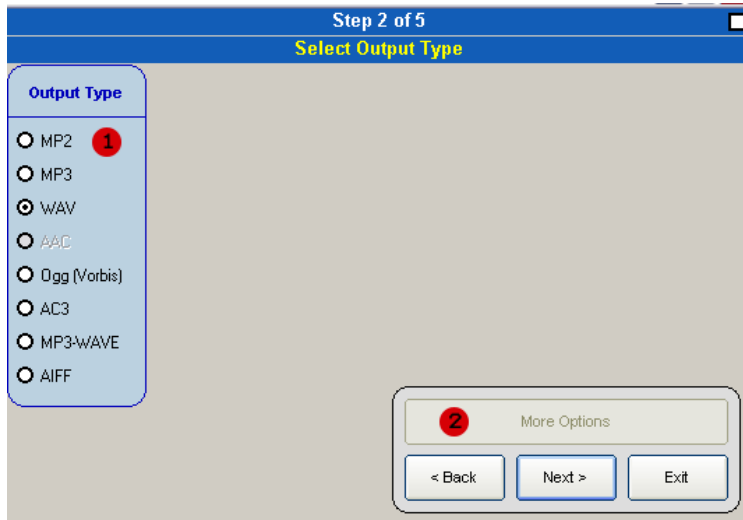 Step 2 of 5
Select Output Type
Output Type
MP2 1
MP3
WAV
AAC
Ogg (Vorbis)
AC3
MP3-WAVE
AIFF
2 More Options
< Back Next > Exit